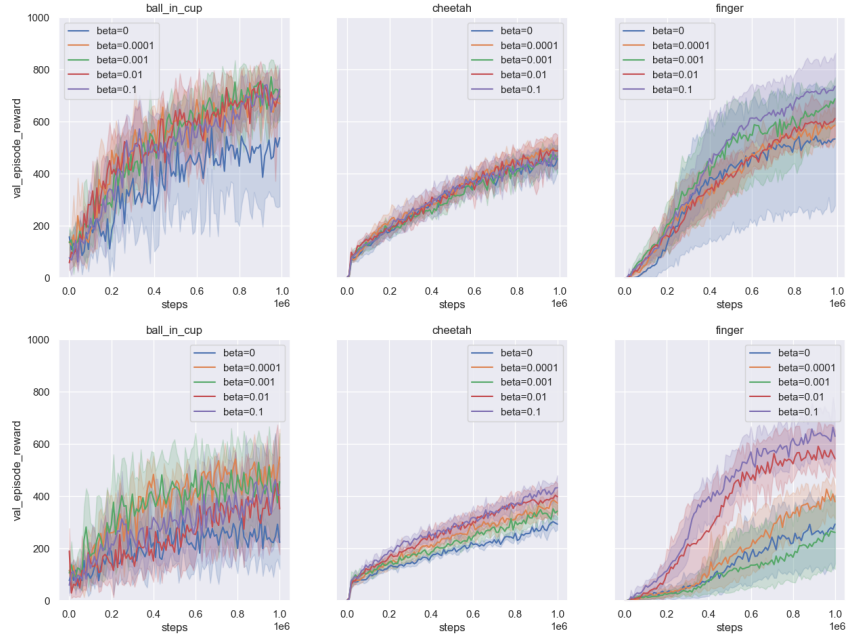 ball_in_cup
cheetah
finger
1000
800
600
400
200
0
val_episode_reward
beta=0
beta=0.0001
beta=0.001
beta=0.01
beta=0.1
beta=0
beta=0.0001
beta=0.001
beta=0.01
beta=0.1
beta=0
beta=0.0001
beta=0.001
beta=0.01
beta=0.1
0.0 0.2 0.4 0.6 0.8 1.0
1e6
steps
0.0 0.2 0.4 0.6 0.8 1.0
1e6
steps
0.0 0.2 0.4 0.6 0.8 1.0
1e6
steps
ball_in_cup
cheetah
finger
1000
800
600
400
200
0
val_episode_reward
beta=0
beta=0.0001
beta=0.001
beta=0.01
beta=0.1
beta=0
beta=0.0001
beta=0.001
beta=0.01
beta=0.1
beta=0
beta=0.0001
beta=0.001
beta=0.01
beta=0.1
0.0 0.2 0.4 0.6 0.8 1.0
1e6
steps
0.0 0.2 0.4 0.6 0.8 1.0
1e6
steps
0.0 0.2 0.4 0.6 0.8 1.0
1e6
steps